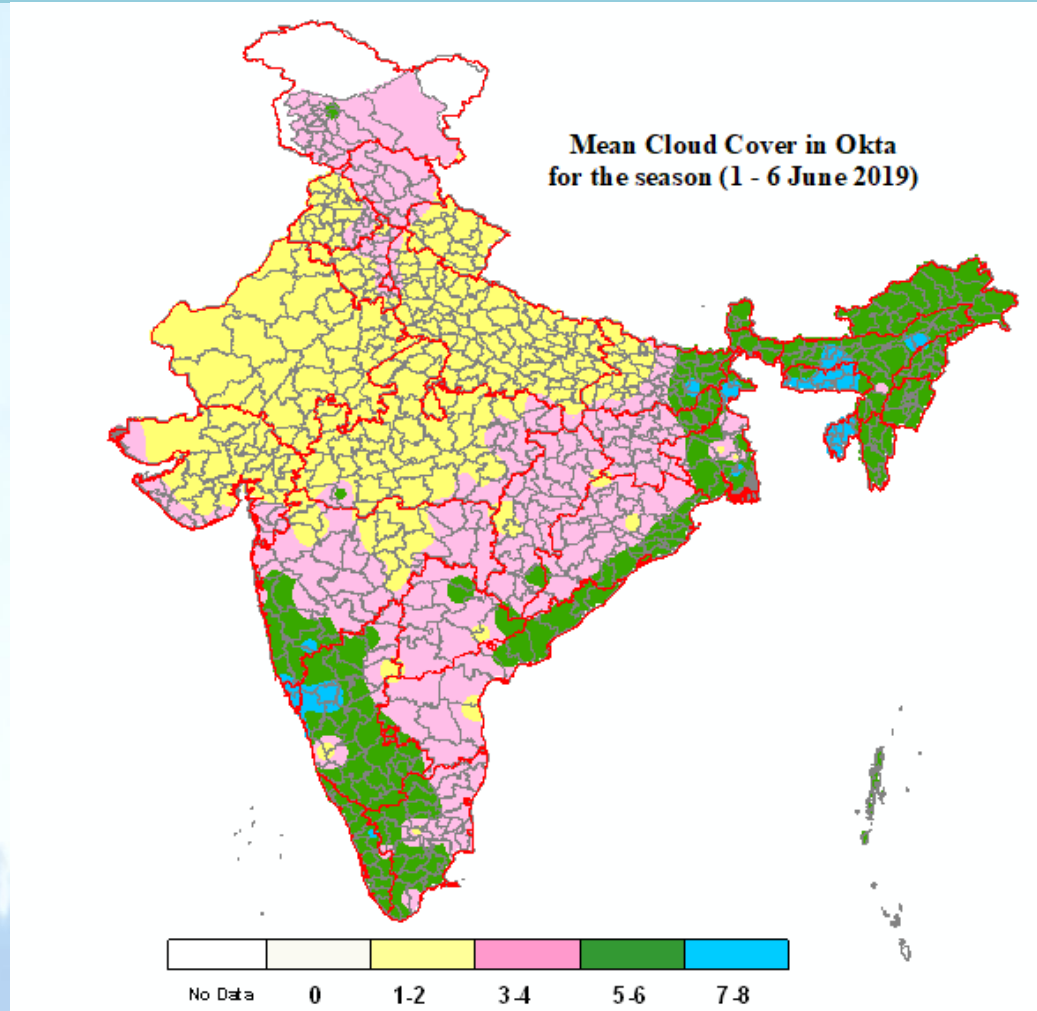 Mean Cloud Cover in Okta
for the season (1 - 6 June 2019)
No Data 0 1-2 3-4 5-6 7-8